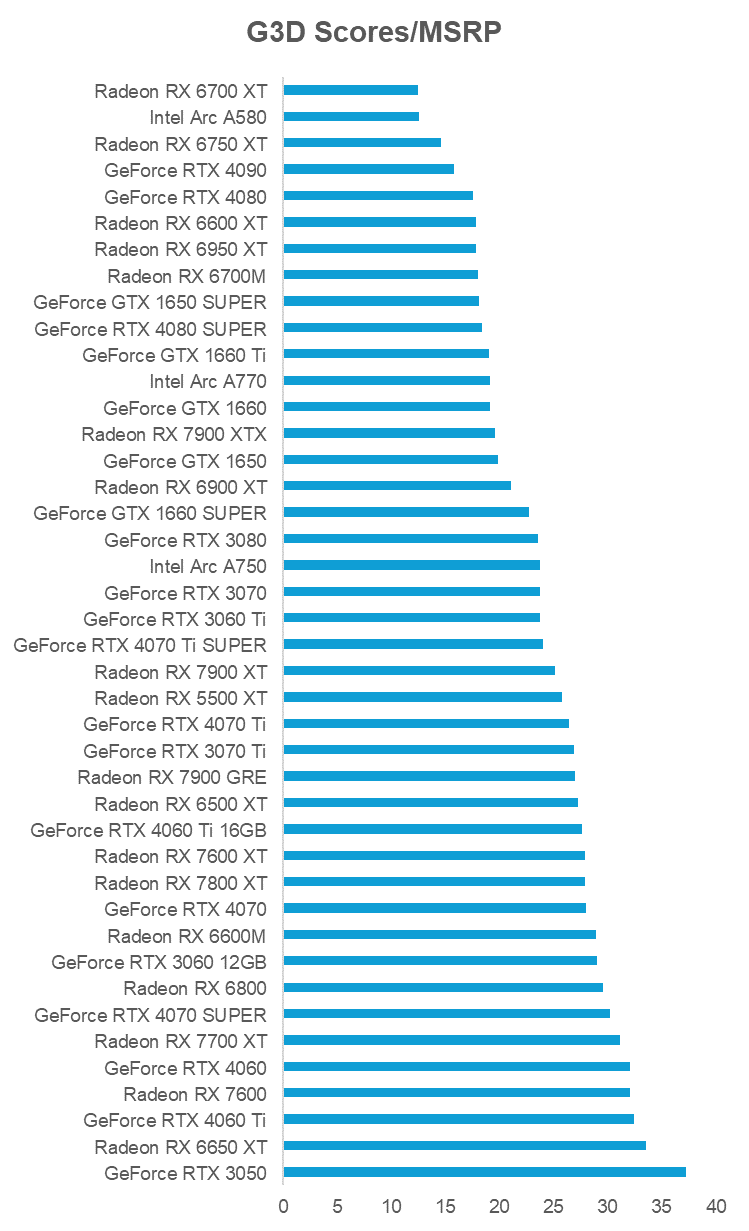 G3D Scores/MSRP
Radeon RX 6700 XT
Intel Arc A580
Radeon RX 6750 XT
GeForce RTX 4090
GeForce RTX 4080
Radeon RX 6600 XT
Radeon RX 6950 XT
Radeon RX 6700M
GeForce GTX 1650 SUPER
GeForce RTX 4080 SUPER
GeForce GTX 1660 Ti
Intel Arc A770
GeForce GTX 1660
Radeon RX 7900 XTX
GeForce GTX 1650
Radeon RX 6900 XT
GeForce GTX 1660 SUPER
GeForce RTX 3080
Intel Arc A750
GeForce RTX 3070
GeForce RTX 3060 Ti
GeForce RTX 4070 Ti SUPER
Radeon RX 7900 XT
Radeon RX 5500 XT
GeForce RTX 4070 Ti
GeForce RTX 3070 Ti
Radeon RX 7900 GRE
Radeon RX 6500 XT
GeForce RTX 4060 Ti 16GB
Radeon RX 7600 XT
Radeon RX 7800 XT
GeForce RTX 4070
Radeon RX 6600M
GeForce RTX 3060 12GB
Radeon RX 6800
GeForce RTX 4070 SUPER
Radeon RX 7700 XT
GeForce RTX 4060
Radeon RX 7600
GeForce RTX 4060 Ti
Radeon RX 6650 XT
GeForce RTX 3050
0 5 10 15 20 25 30 35 40